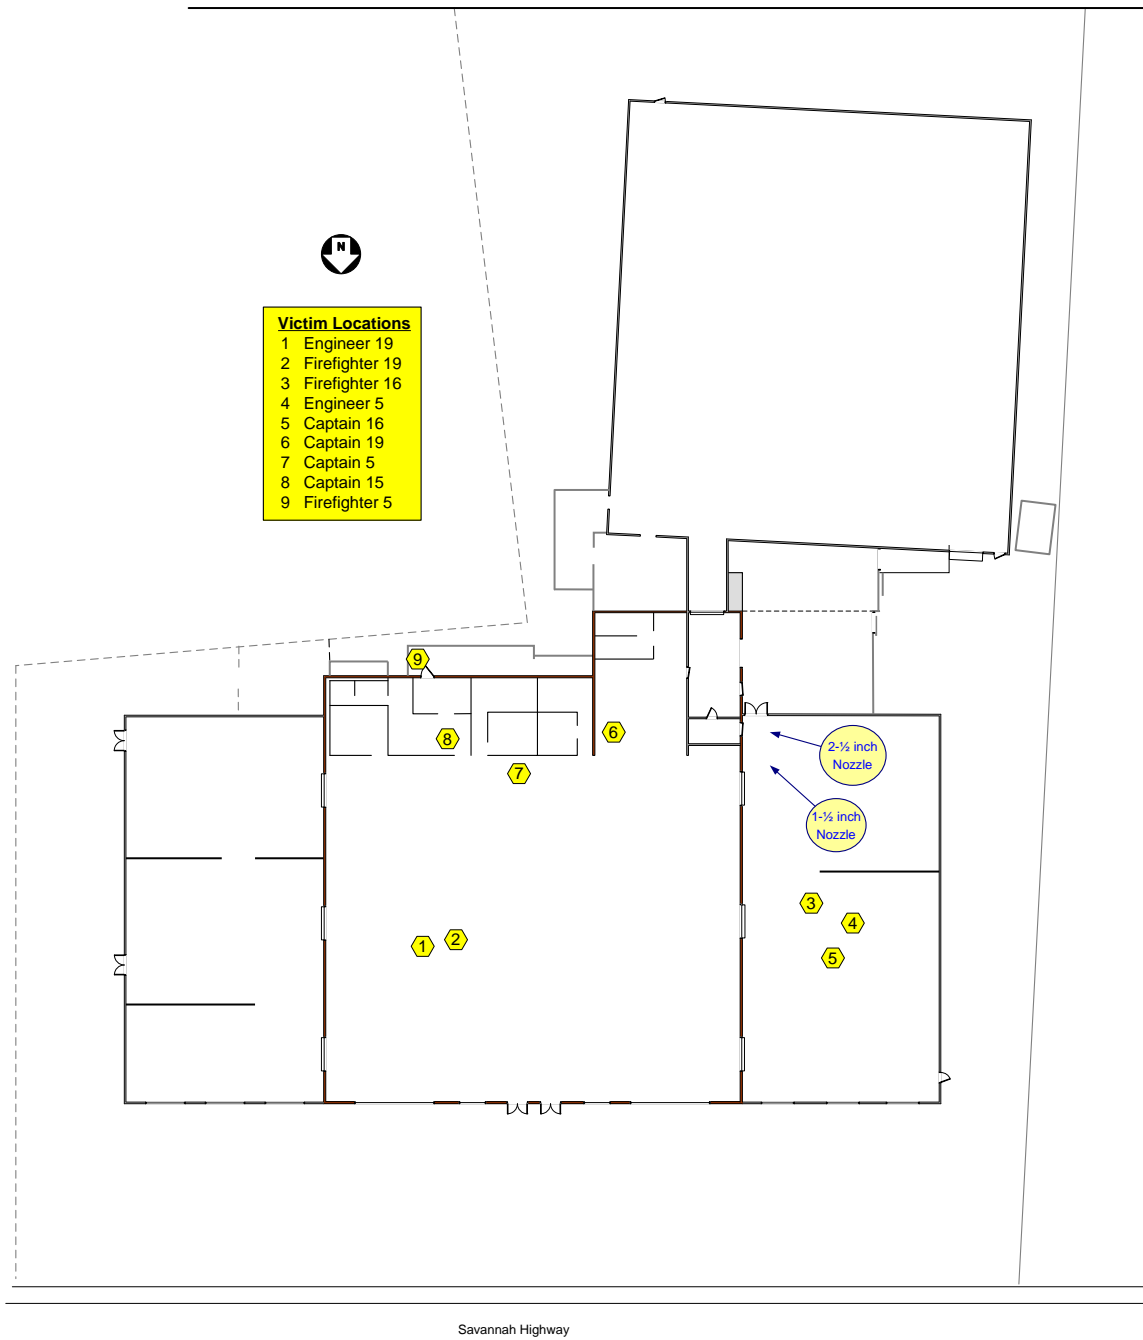 N
Victim Locations
1 Engineer 19
2 Firefighter 19
3 Firefighter 16
4 Engineer 5
5 Captain 16
6 Captain 19
7 Captain 5
8 Captain 15
9 Firefighter 5
9
8
7
6
2-½ inch
Nozzle
1-½ inch
Nozzle
3
4
5
1
2
Savannah Highway